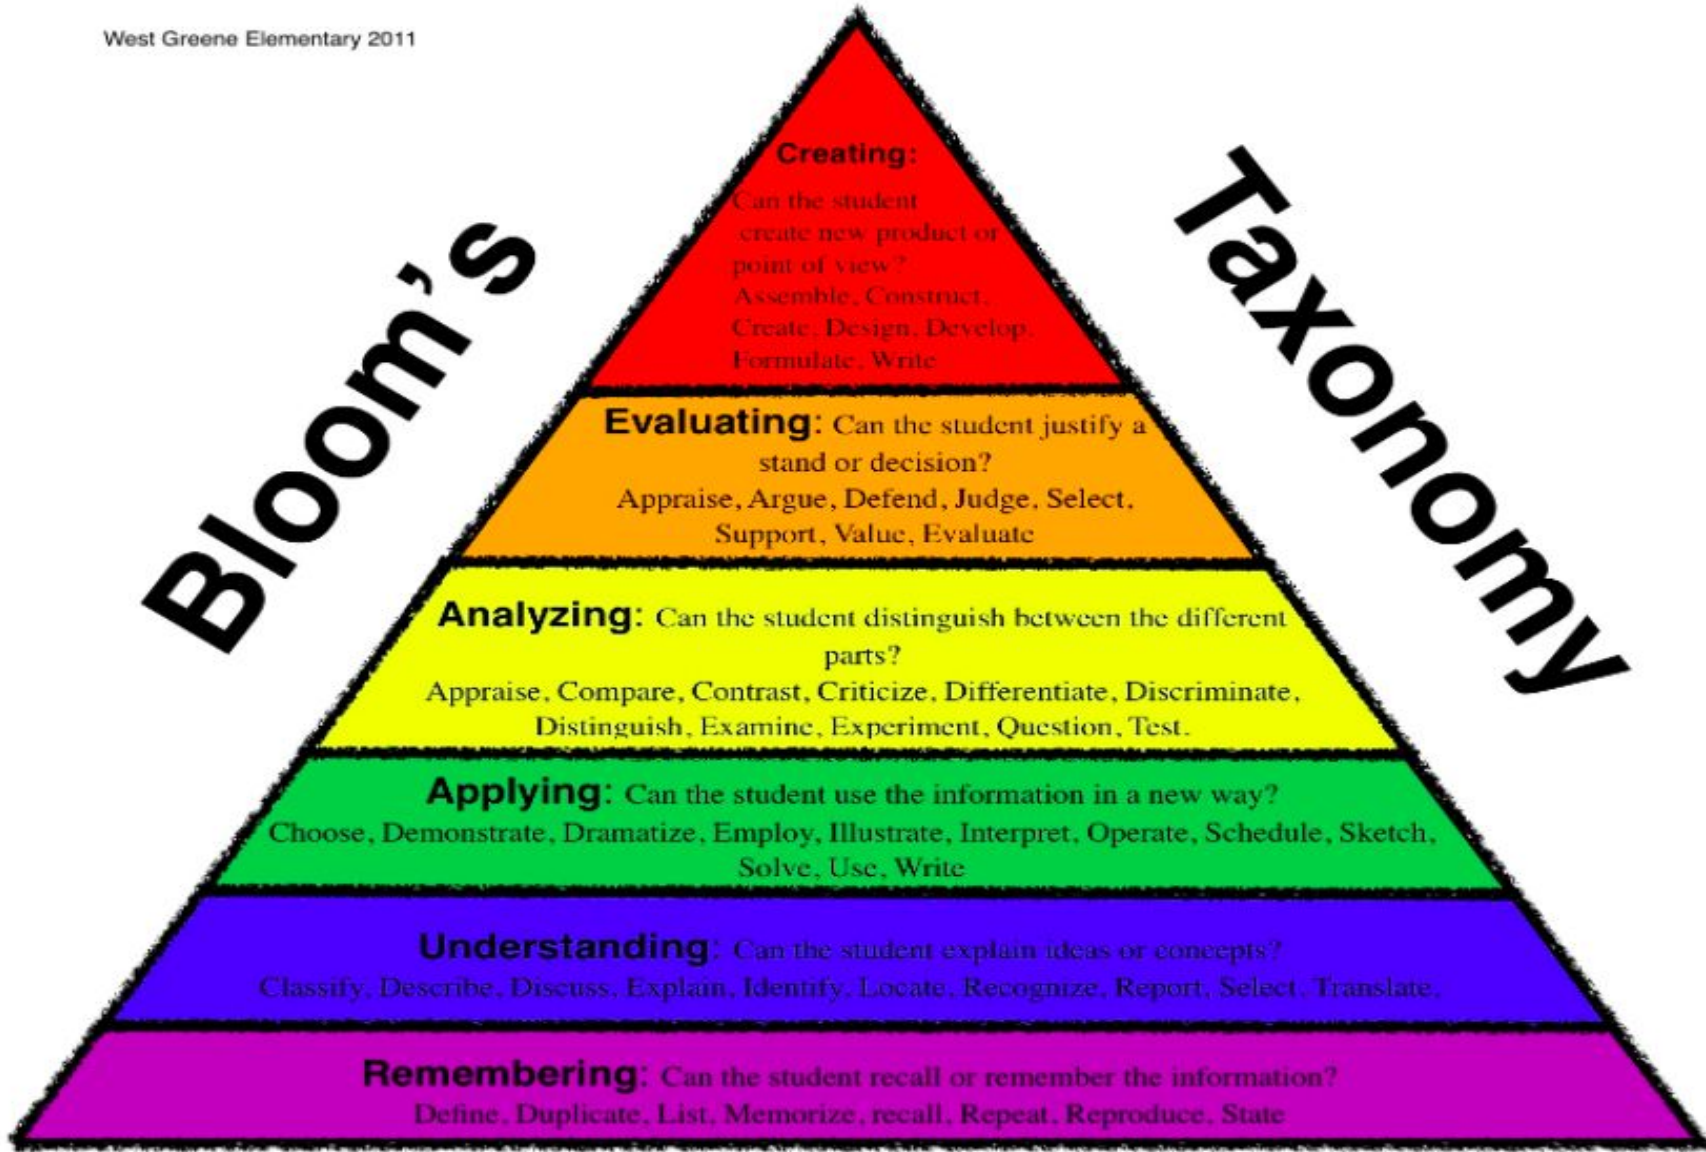 West Greene Elementary 2011
Bloom's
Taxonomy
Creating:
Can the student
create new product or
point of view?
Assemble, Construct,
Create, Design, Develop,
Formulate, Write
Evaluating: Can the student justify a
stand or decision?
Appraise, Argue, Defend, Judge, Select,
Support, Value, Evaluate
Analyzing: Can the student distinguish between the different
parts?
Appraise, Compare, Contrast, Criticize, Differentiate, Discriminate,
Distinguish, Examine, Experiment, Question, Test.
Applying: Can the student use the information in a new way?
Choose, Demonstrate, Dramatize, Employ, Illustrate, Interpret, Operate, Schedule, Sketch,
Solve, Use, Write
Understanding: Can the student explain ideas or concepts?
Classify, Describe, Discuss, Explain, Identify, Locate, Recognize, Report, Select, Translate,
Remembering: Can the student recall or remember the information?
Define, Duplicate, List, Memorize, recall, Repeat, Reproduce, State